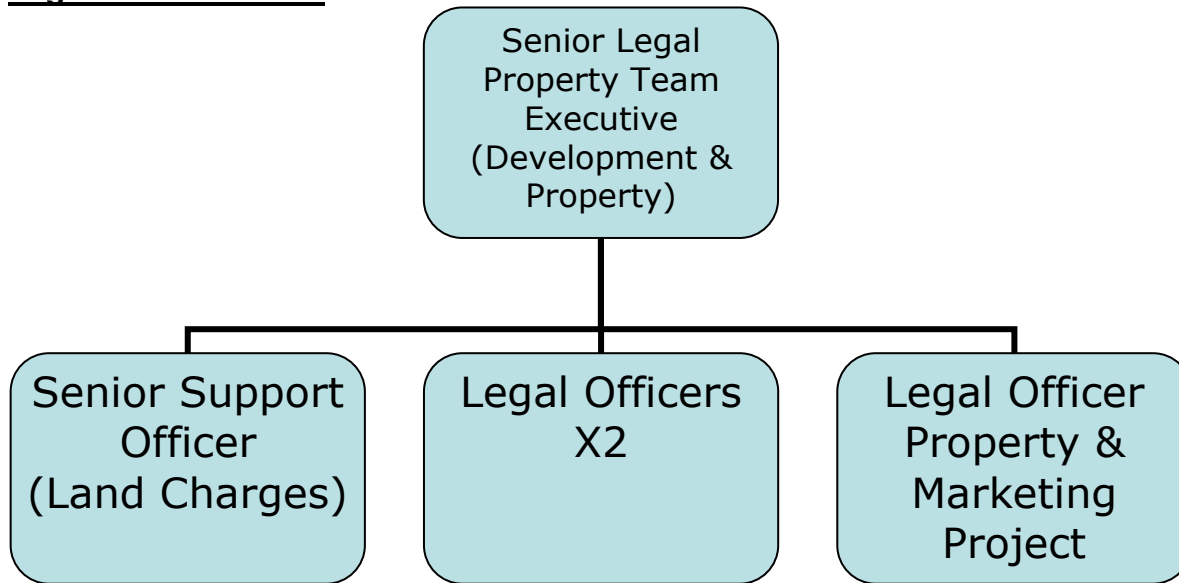 Senior Legal
Property Team
Executive
(Development &
Property)
Senior Support
Officer
(Land Charges)
Legal Officers
X2
Legal Officer
Property &
Marketing
Project